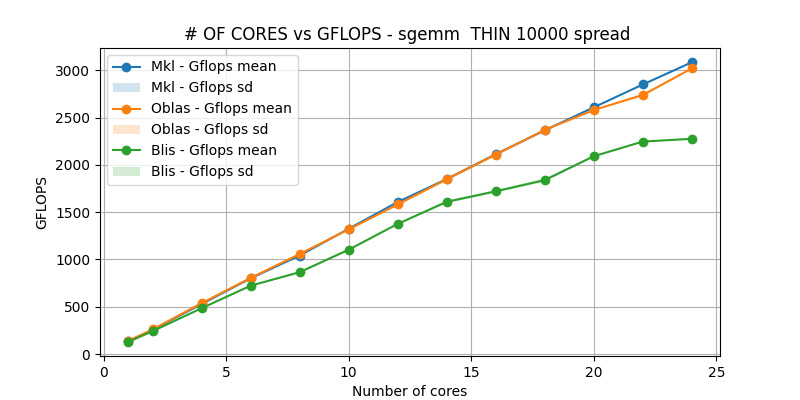 # OF CORES vs GFLOPS - sgemm  THIN 10000 spread
Mkl - Gflops mean
Mkl - Gflops sd
Oblas - Gflops mean
Oblas - Gflops sd
Blis - Gflops mean
Blis - Gflops sd
GFLOPS
3000
2500
2000
1500
1000
500
0
0 5 10 15 20 25
Number of cores